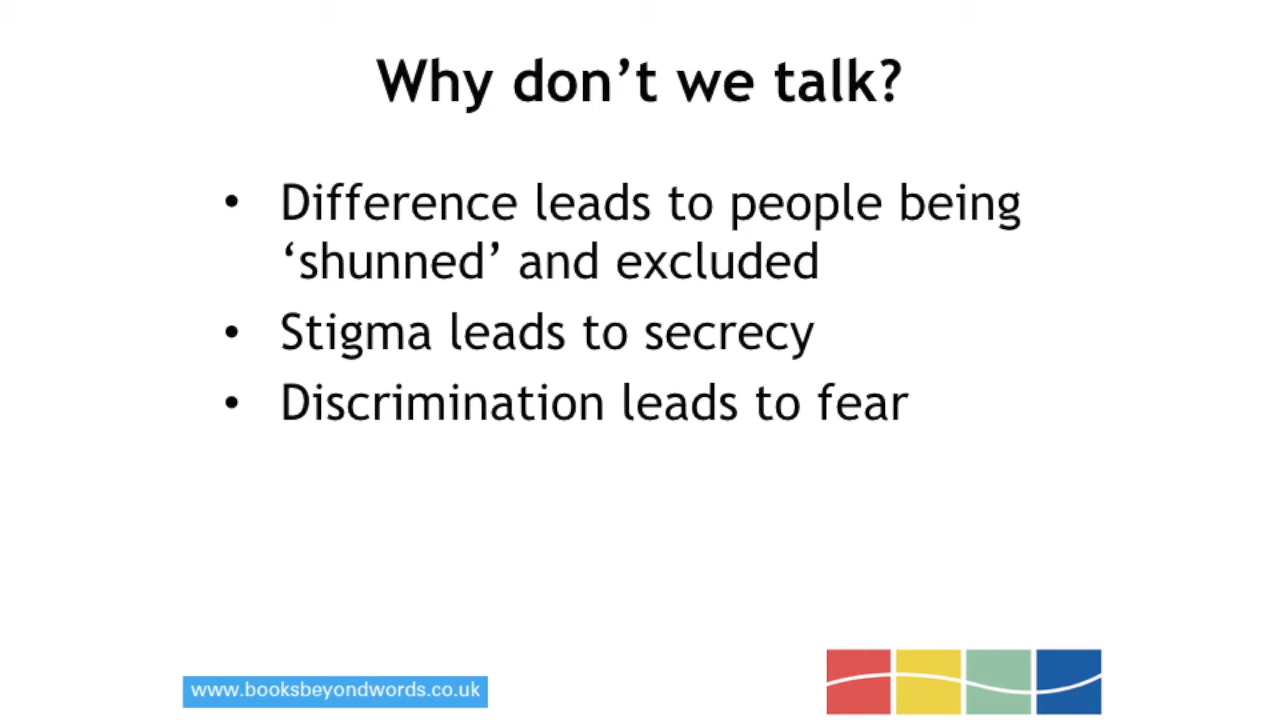 Why don’t we talk?
• Difference leads to people being
‘shunned’ and excluded
• Stigma leads to secrecy
• Discrimination leads to fear
www.booksbeyondwords.co.uk